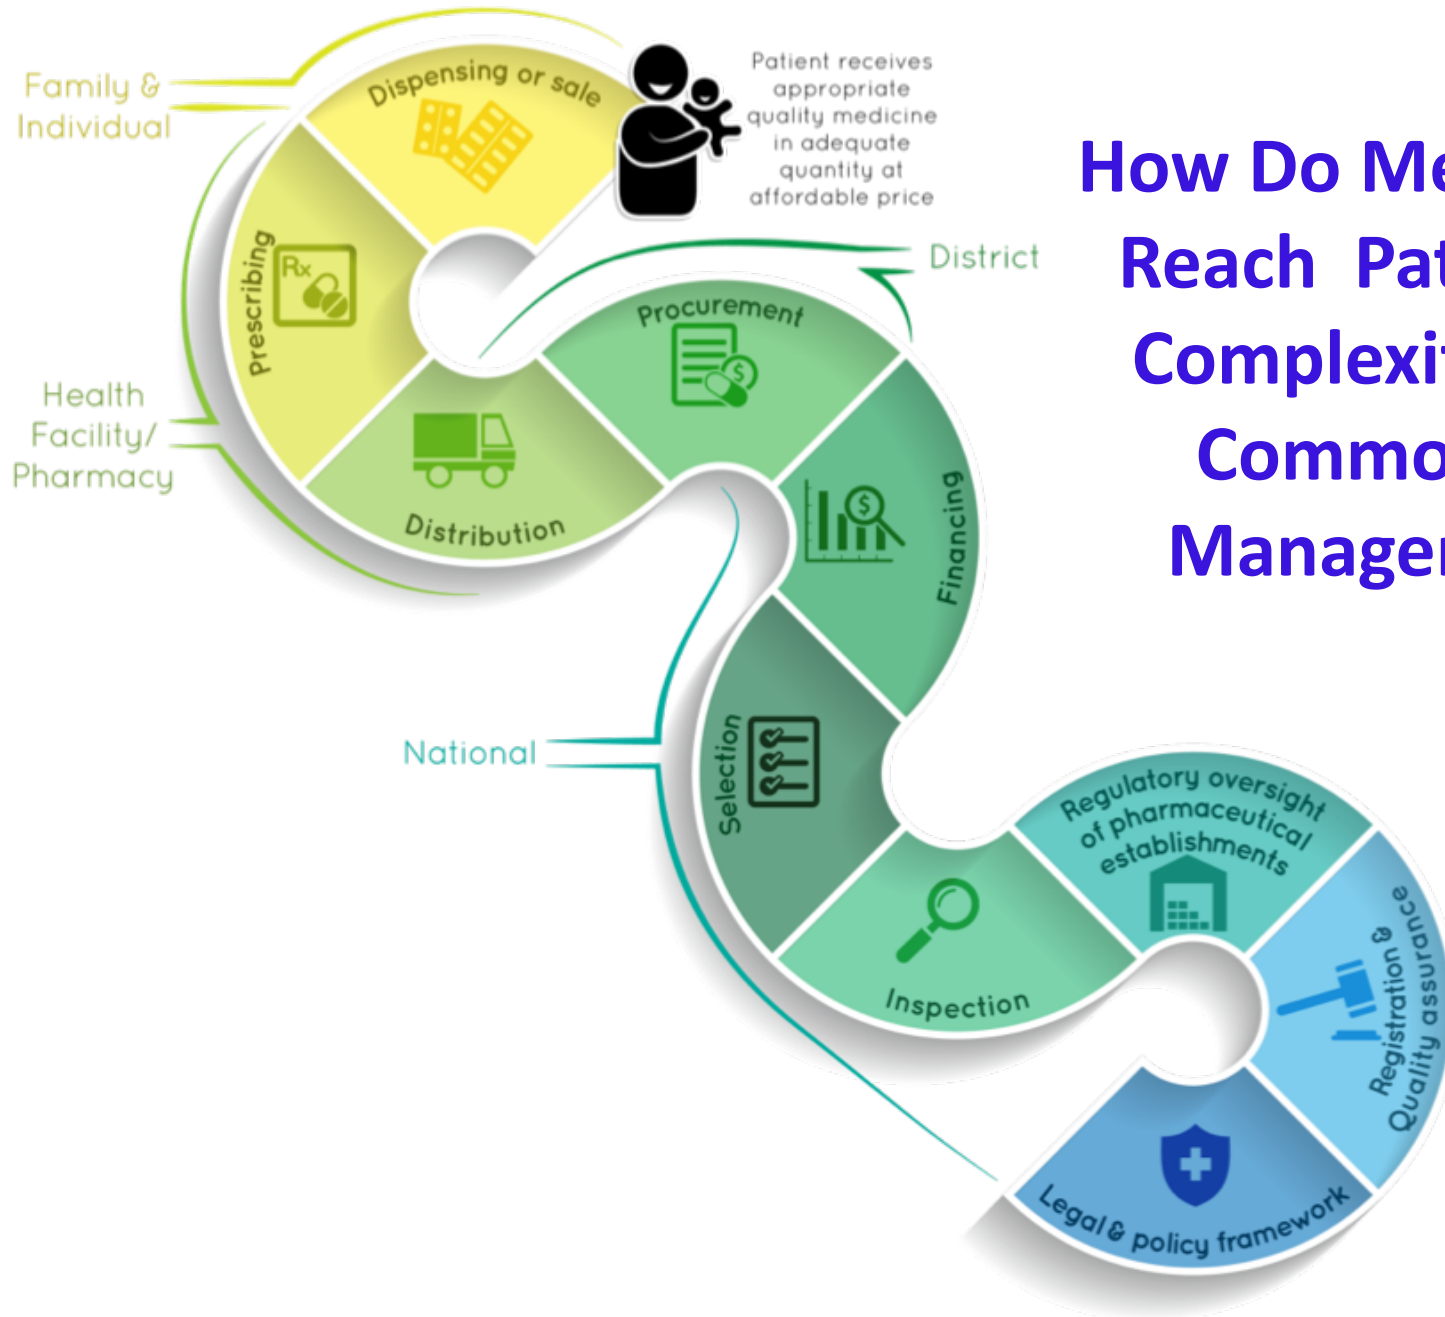 Family &
Individual
Dispensing or sale
Patient receives
appropriate
quality medicine
in adequate
quantity at
affordable price
How Do Me
Reach Pat
Complexi
Commo
Manager
District
Prescribing
Rx
Procurement
$
Health
Facility/
Pharmacy
Distribution
Financing
$
National
Selection
Regulatory oversight
of pharmaceutical
establishments
Registration &
Quality assurance
Inspection
Legal & policy framework